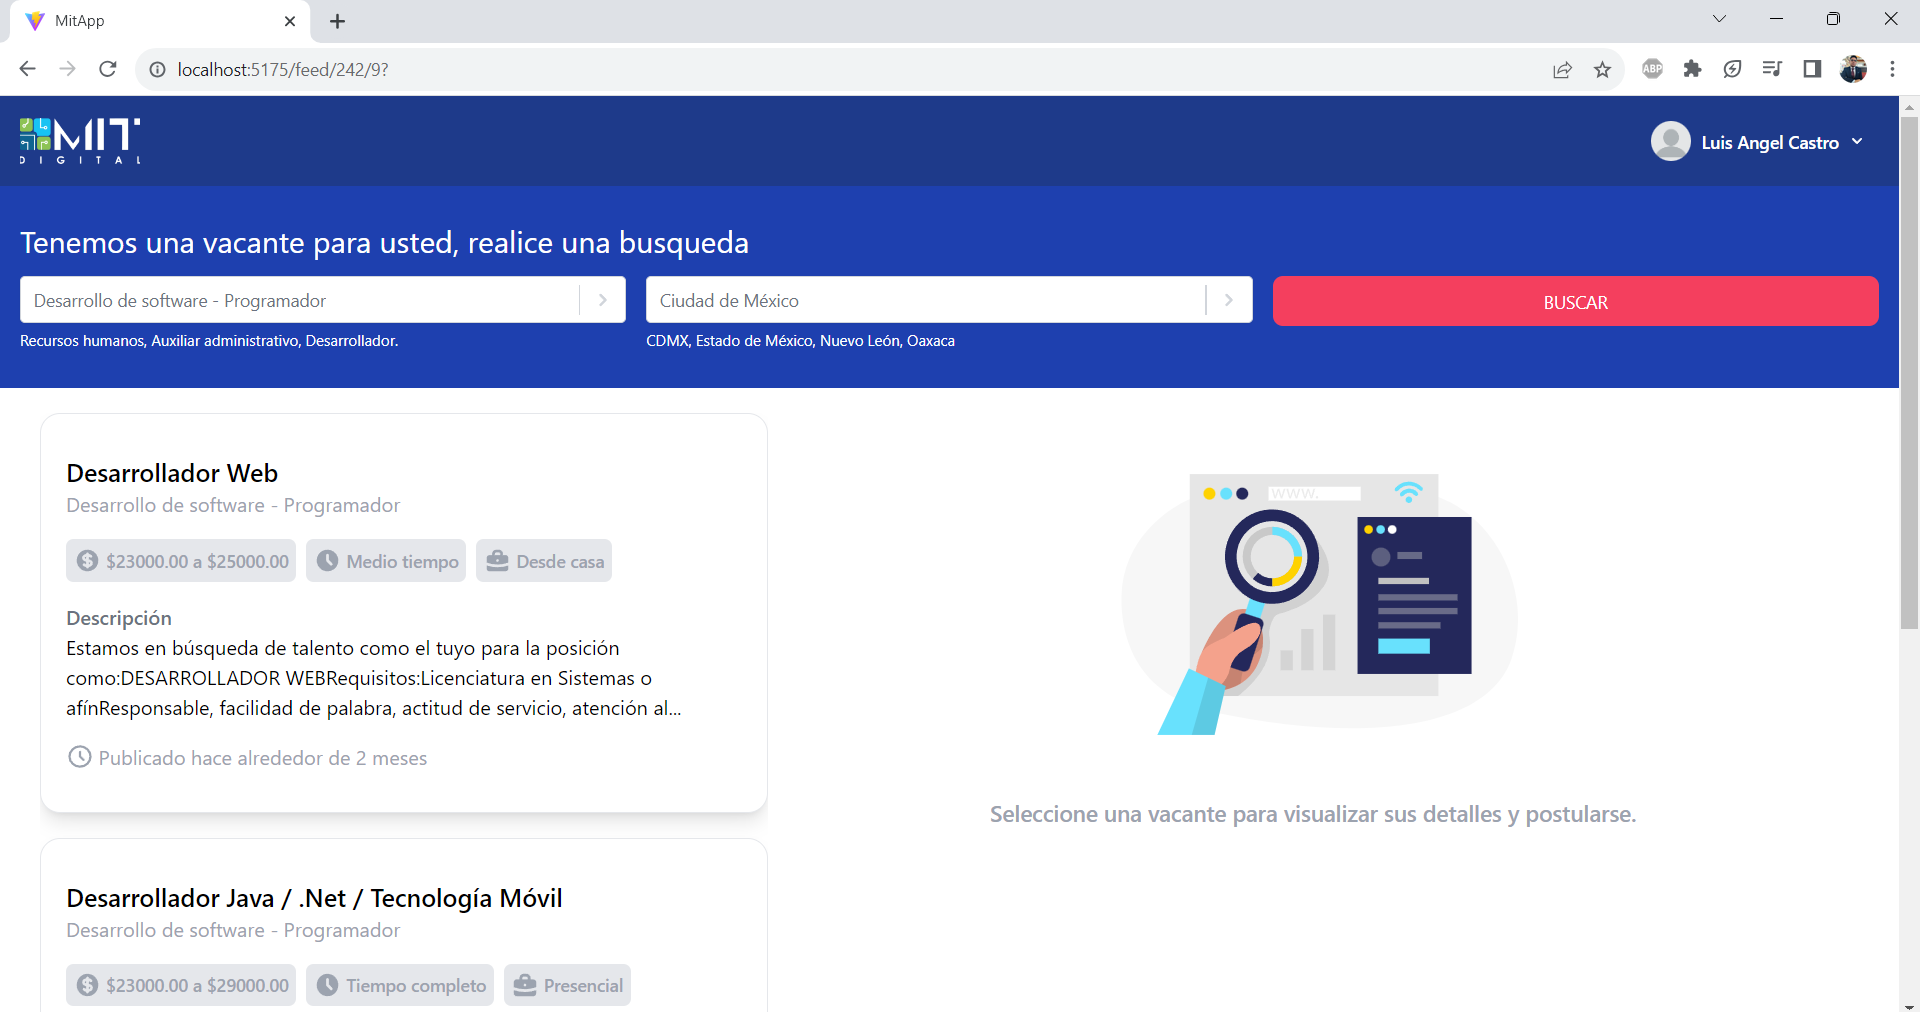 MitApp
localhost:5175/feed/242/9?
ABP
MIT
DIGITAL
Luis Angel Castro
Tenemos una vacante para usted, realice una busqueda
Desarrollo de software - Programador
Ciudad de México
BUSCAR
Recursos humanos, Auxiliar administrativo, Desarrollador.
CDMX, Estado de México, Nuevo León, Oaxaca
Desarrollador Web
Desarrollo de software - Programador
$23000.00 a $25000.00
Medio tiempo
Desde casa
Descripción
Estamos en búsqueda de talento como el tuyo para la posición
como:DESARROLLADOR WEBRequisitos:Licenciatura en Sistemas o
afínResponsable, facilidad de palabra, actitud de servicio, atención al...
Publicado hace alrededor de 2 meses
www.
Seleccione una vacante para visualizar sus detalles y postularse.
Desarrollador Java / .Net / Tecnología Móvil
Desarrollo de software - Programador
$23000.00 a $29000.00
Tiempo completo
Presencial